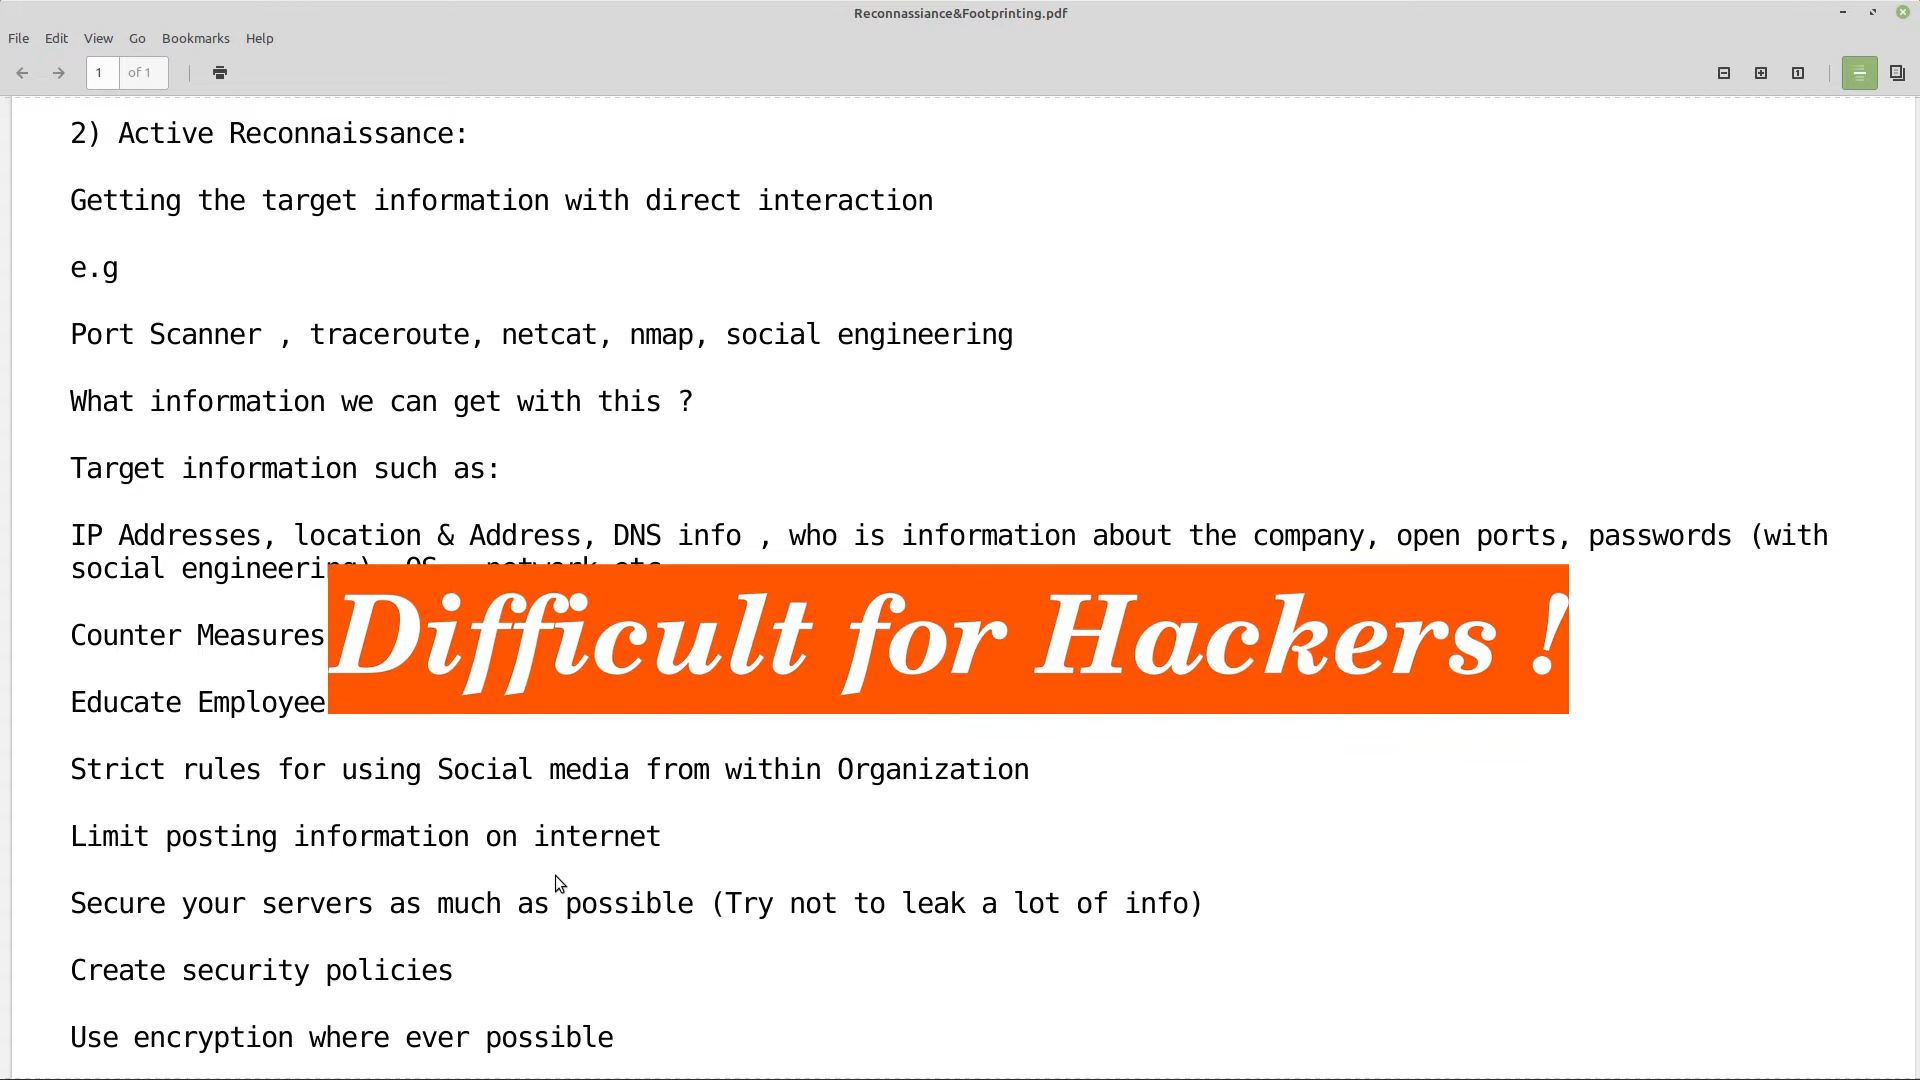 Reconnassiance&Footprinting.pdf
File Edit View Go Bookmarks Help
1 of 1
2) Active Reconnaissance:
Getting the target information with direct interaction
e.g
Port Scanner , traceroute, netcat, nmap, social engineering
What information we can get with this ?
Target information such as:
IP Addresses, location & Address, DNS info , who is information about the company, open ports, passwords (with
social engineering), OS , network etc
Counter Measures
Difficult for Hackers !
Educate Employee
Strict rules for using Social media from within Organization
Limit posting information on internet
Secure your servers as much as possible (Try not to leak a lot of info)
Create security policies
Use encryption where ever possible